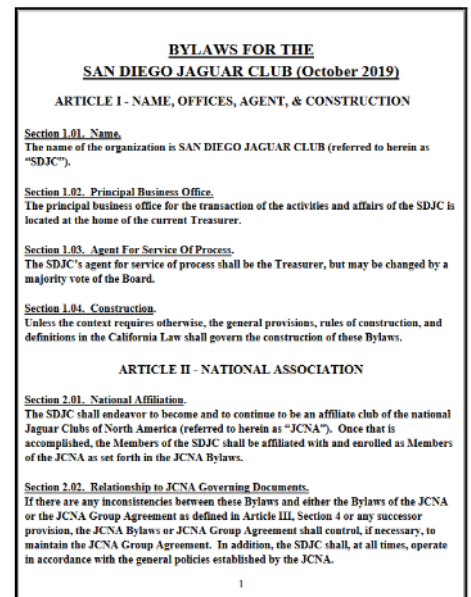 BYLAWS FOR THE
SAN DIEGO JAGUAR CLUB (October 2019)
ARTICLE I - NAME, OFFICES, AGENT, & CONSTRUCTION
Section 1.01. Name.
The name of the organization is SAN DIEGO JAGUAR CLUB (referred to herein as
“SDJC”).
Section 1.02. Principal Business Office.
The principal business office for the transaction of the activities and affairs of the SDJC is
located at the home of the current Treasurer.
Section 1.03. Agent For Service Of Process.
The SDJC's agent for service of process shall be the Treasurer, but may be changed by a
majority vote of the Board.
Section 1.04. Construction.
Unless the context requires otherwise, the general provisions, rules of construction, and
definitions in the California Law shall govern the construction of these Bylaws.
ARTICLE II - NATIONAL ASSOCIATION
Section 2.01. National Affiliation.
The SDJC shall endeavor to become and to continue to be an affiliate club of the national
Jaguar Clubs of North America (referred to herein as “JCNA”). Once that is
accomplished, the Members of the SDJC shall be affiliated with and enrolled as Members
of the JCNA as set forth in the JCNA Bylaws.
Section 2.02. Relationship to JCNA Governing Documents.
If there are any inconsistencies between these Bylaws and either the Bylaws of the JCNA
or the JCNA Group Agreement as defined in Article III, Section 4 or any successor
provision, the JCNA Bylaws or JCNA Group Agreement shall control, if necessary, to
maintain the JCNA Group Agreement. In addition, the SDJC shall, at all times, operate
in accordance with the general policies established by the JCNA.
1